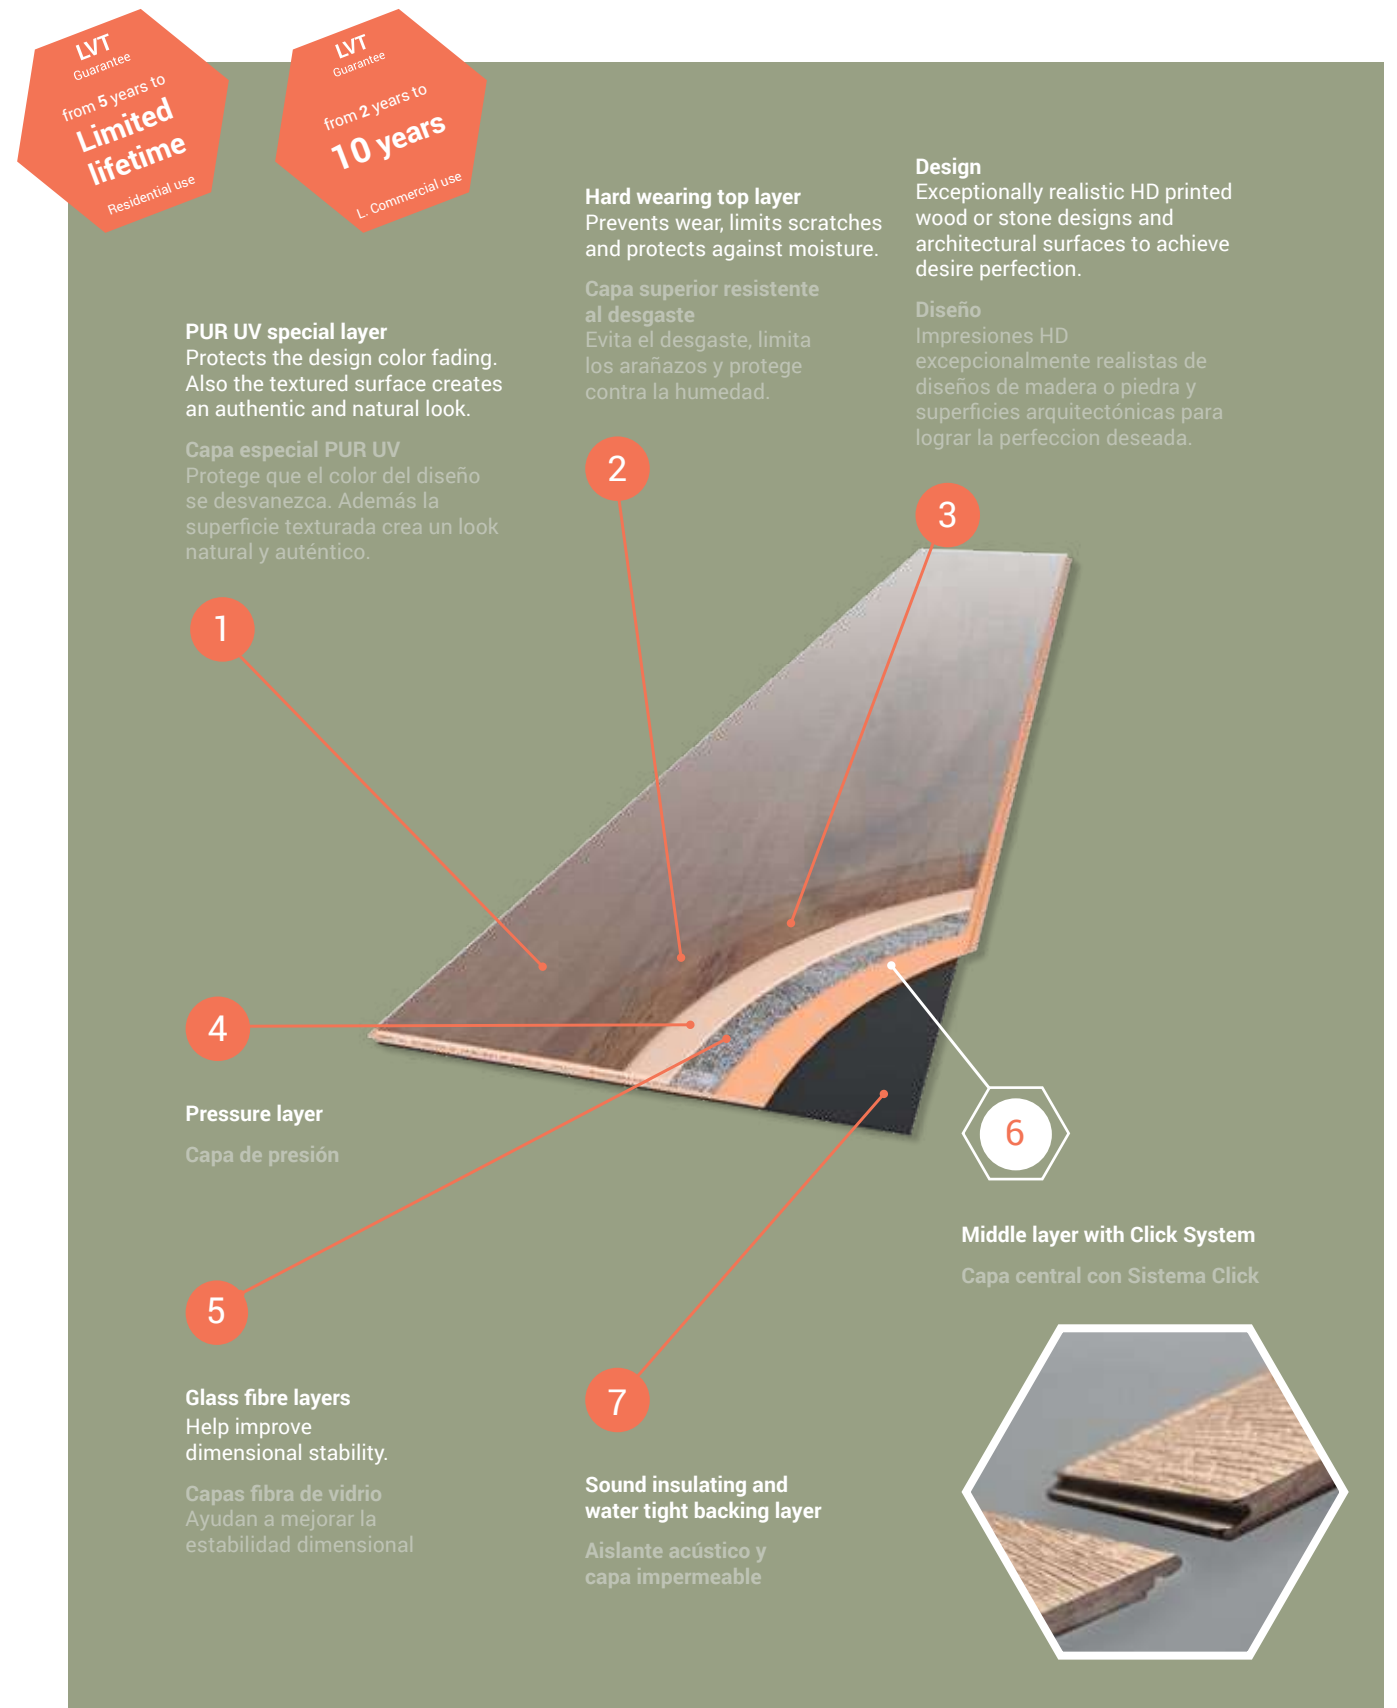 LVT
Guarantee
from 5 years to
Limited
lifetime
Residential use
LVT
Guarantee
from 2 years to
10 years
L. Commercial use
PUR UV special layer
Protects the design color fading.
Also the textured surface creates
an authentic and natural look.
Capa especial PUR UV
Protege que el color del diseño
se desvanezca. Además la
superficie texturada crea un look
natural y auténtico.
1
Hard wearing top layer
Prevents wear, limits scratches
and protects against moisture.
Capa superior resistente
al desgaste
Evita el desgaste, limita
los arañazos y protege
contra la humedad.
2
Design
Exceptionally realistic HD printed
wood or stone designs and
architectural surfaces to achieve
desire perfection.
Diseño
Impresiones HD
excepcionalmente realistas de
diseños de madera o piedra y
superficies arquitectónicas para
lograr la perfeccion deseada.
3
4
Pressure layer
Capa de presión
5
Glass fibre layers
Help improve
dimensional stability.
Capas fibra de vidrio
Ayudan a mejorar la
estabilidad dimensional
6
Middle layer with Click System
Capa central con Sistema Click
7
Sound insulating and
water tight backing layer
Aislante acústico y
capa impermeable